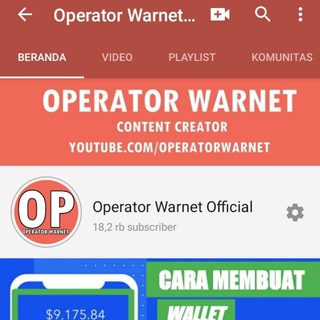 Operator Warnet...
BERANDA VIDEO PLAYLIST KOMUNITAS
OPERATOR WARNET
CONTENT CREATOR
YOUTUBE.COM/OPERATORWARNET
OP
OPERATOR WARNET
Operator Warnet Official
18,2 rb subscriber
CARA MEMBUAT
WALLET
$9,175.84